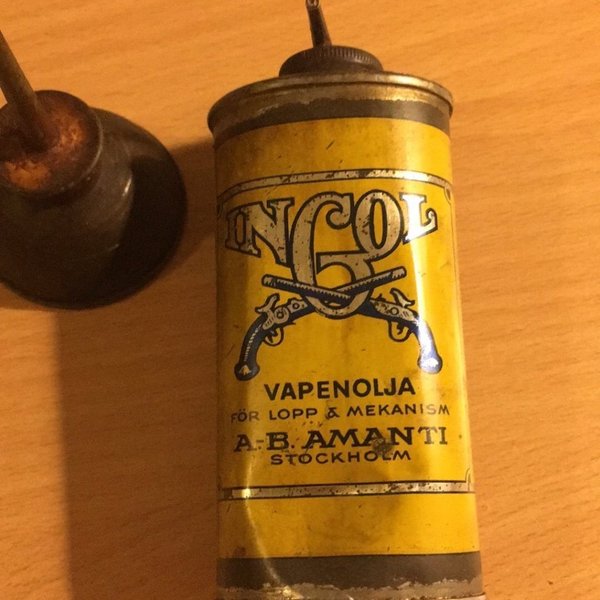 INGOL
VAPENOLJA
FÖR LOPP & MEKANISM
A-B. AMANTI
STOCKHOLM